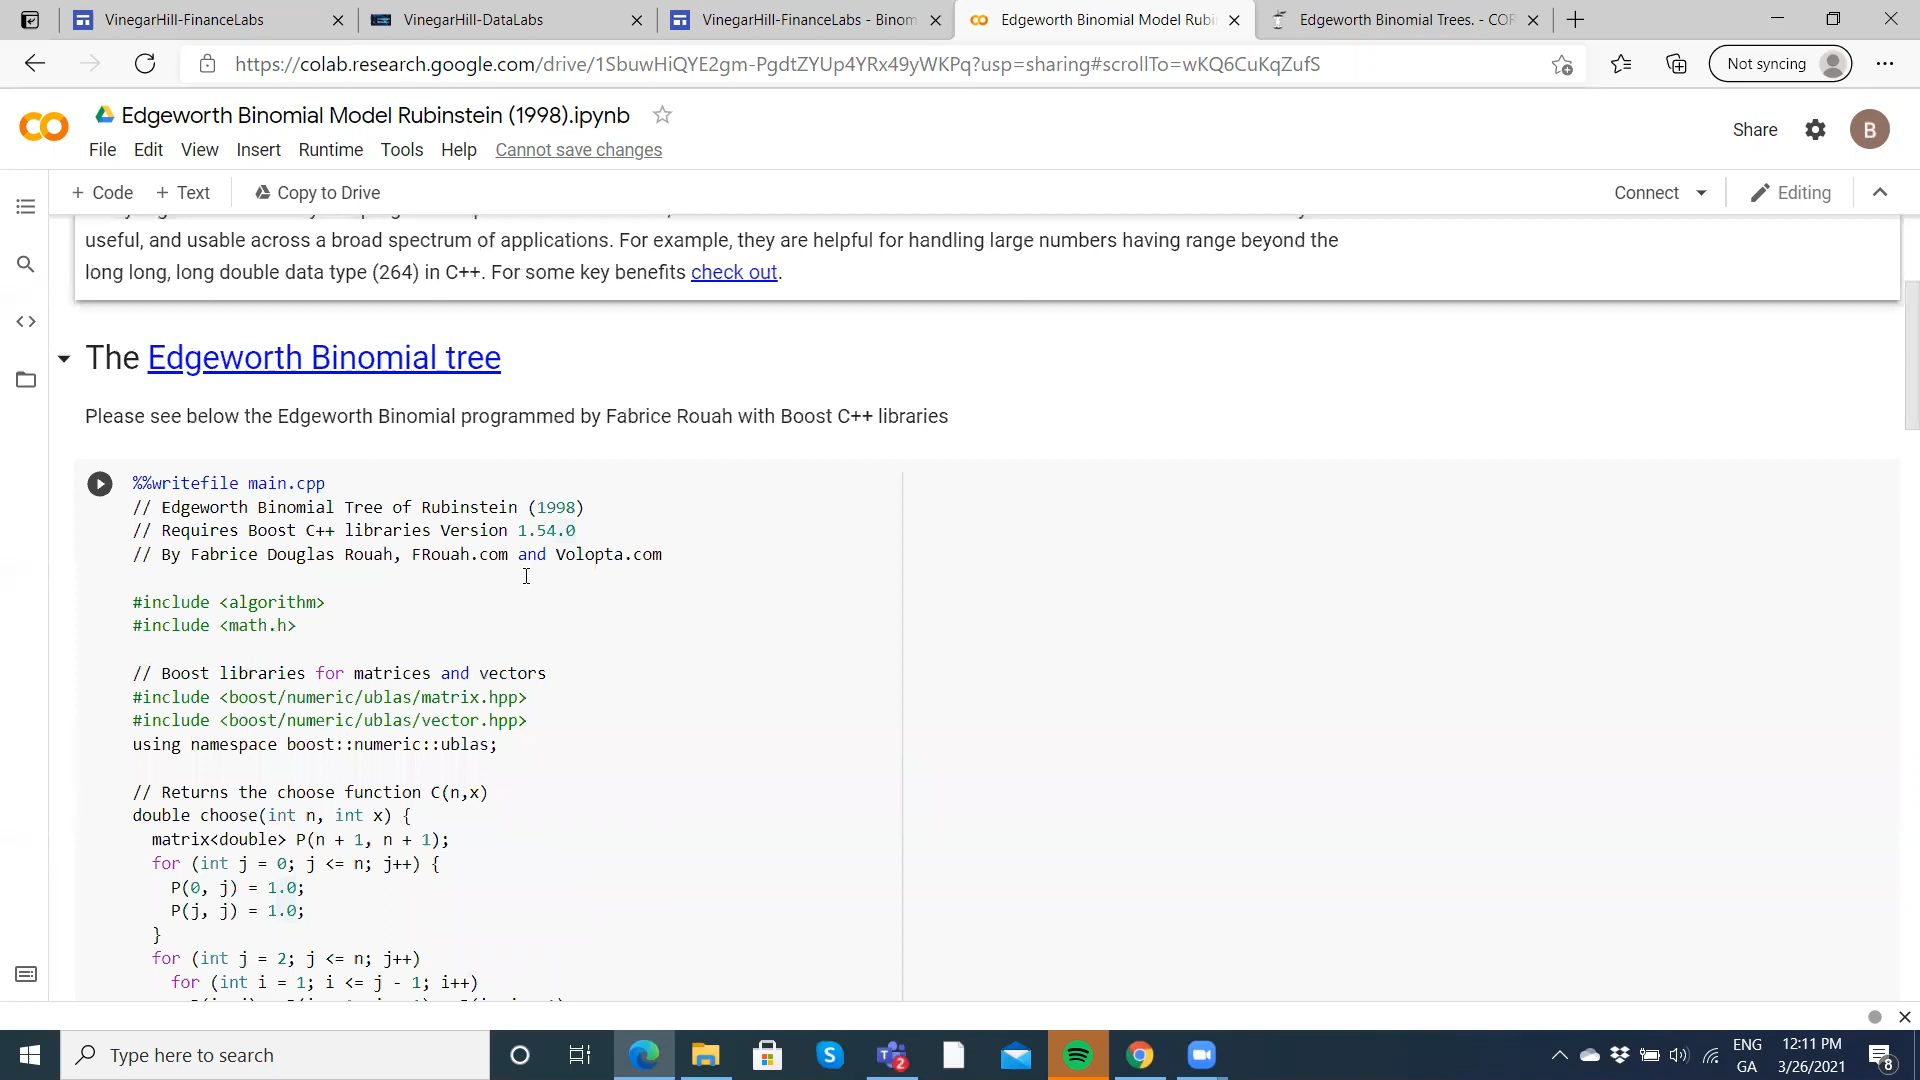 VinegarHill-FinanceLabs
VinegarHill-DataLabs
VinegarHill-FinanceLabs - Binom
Edgeworth Binomial Model Rubi
Edgeworth Binomial Trees. - COR
https://colab.research.google.com/drive/1SbuwHiQYE2gm-PgdtZYUp4YRx49yWKPq?usp=sharing#scrollTo=wKQ6CuKqZufS
Not syncing
Edgeworth Binomial Model Rubinstein (1998).ipynb
Share
B
File Edit View Insert Runtime Tools Help Cannot save changes
+ Code + Text Copy to Drive
Connect
Editing
useful, and usable across a broad spectrum of applications. For example, they are helpful for handling large numbers having range beyond the
long long, long double data type (264) in C++. For some key benefits check out.
The Edgeworth Binomial tree
Please see below the Edgeworth Binomial programmed by Fabrice Rouah with Boost C++ libraries
%%writefile main.cpp
// Edgeworth Binomial Tree of Rubinstein (1998)
// Requires Boost C++ libraries Version 1.54.0
// By Fabrice Douglas Rouah, FRouah.com and Volopta.com
#include <algorithm>
#include <math.h>
// Boost libraries for matrices and vectors
#include <boost/numeric/ublas/matrix.hpp>
#include <boost/numeric/ublas/vector.hpp>
using namespace boost::numeric::ublas;
// Returns the choose function C(n,x)
double choose(int n, int x) {
matrix<double> P(n + 1, n + 1);
for (int j = 0; j <= n; j++) {
P(0, j) = 1.0;
P(j, j) = 1.0;
}
for (int j = 2; j <= n; j++)
for (int i = 1; i <= j - 1; i++)
Type here to search
2
ENG
GA
12:11 PM
3/26/2021
8